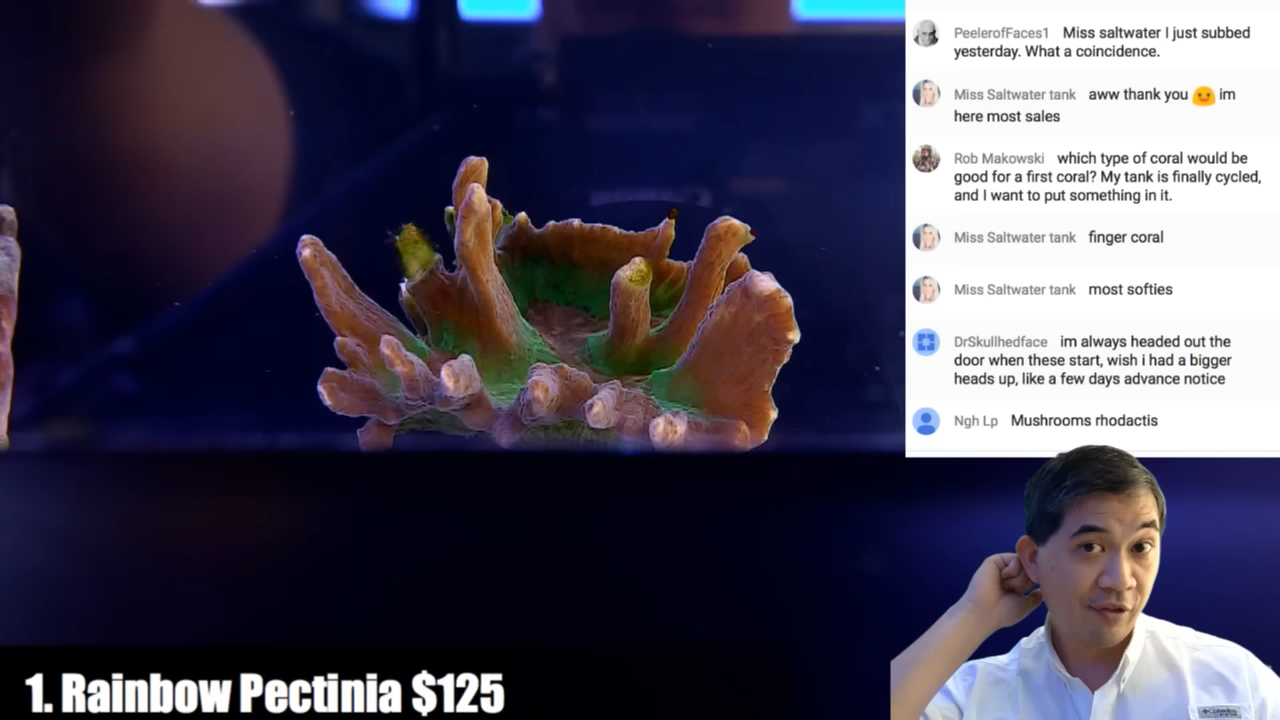 PeelerofFaces1 Miss saltwater I just subbed
yesterday. What a coincidence.
Miss Saltwater tank aww thank you im
here most sales
Rob Makowski which type of coral would be
good for a first coral? My tank is finally cycled,
and I want to put something in it.
Miss Saltwater tank finger coral
Miss Saltwater tank most softies
DrSkullhedface im always headed out the
door when these start, wish i had a bigger
heads up, like a few days advance notice
Ngh Lp Mushrooms rhodactis
Columbia
1. Rainbow Pectinia $125